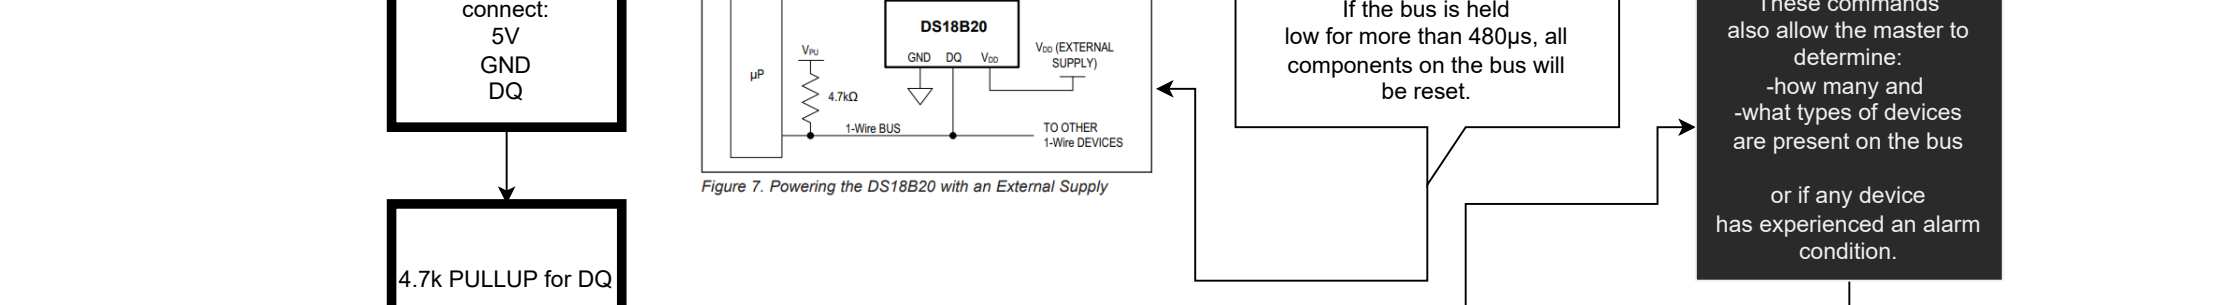 connect:
5V
GND
DQ
4.7k PULLUP for DQ
DS18B20
GND DQ VDD
VPU
VDD (EXTERNAL
SUPPLY)
µP
4.7kΩ
1-Wire BUS
TO OTHER
1-Wire DEVICES
Figure 7. Powering the DS18B20 with an External Supply
If the bus is held
low for more than 480µs, all
components on the bus will
be reset.
These commands
also allow the master to
determine:
-how many and
-what types of devices
are present on the bus
or if any device
has experienced an alarm
condition.